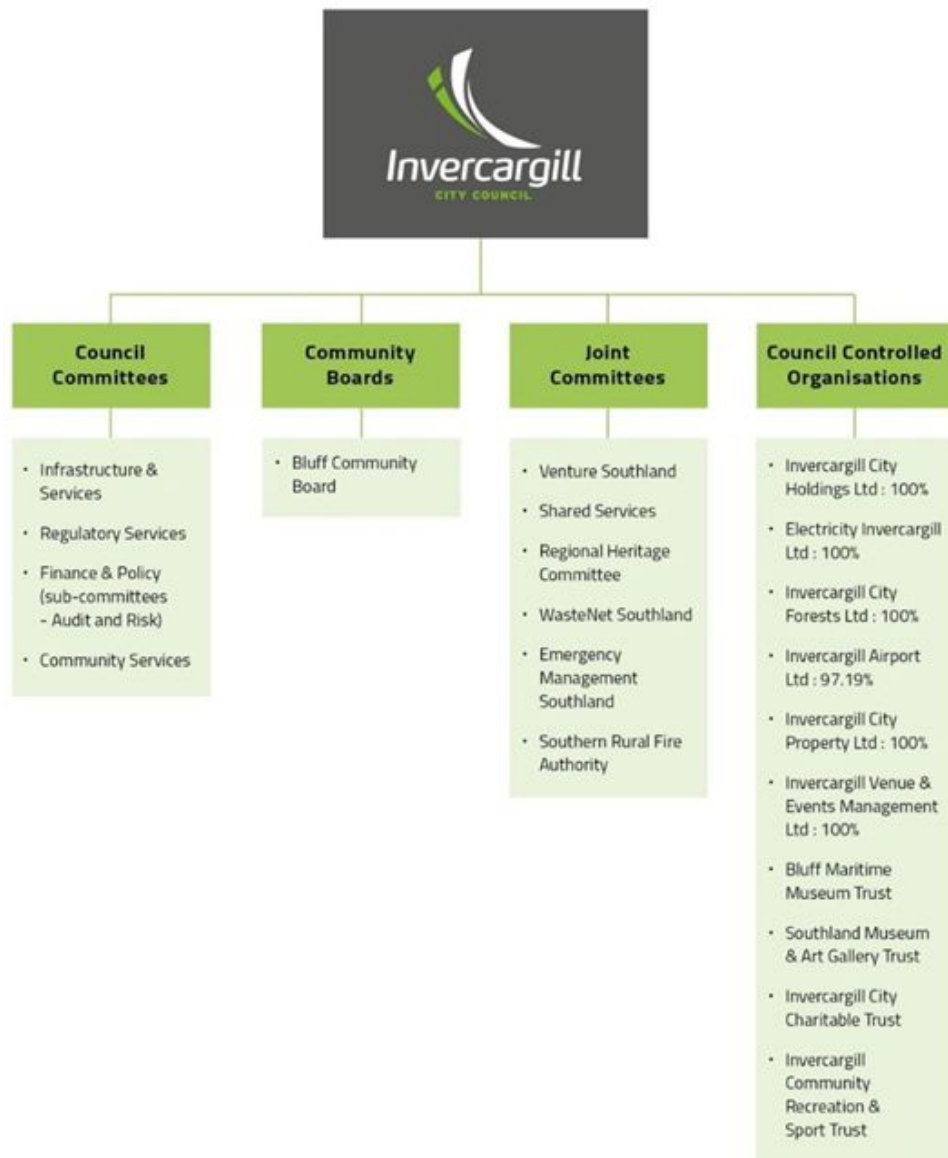 Invercargill
CITY COUNCIL
Council
Committees
• Infrastructure &
Services
• Regulatory Services
• Finance & Policy
(sub-committees
- Audit and Risk)
• Community Services
Community
Boards
• Bluff Community
Board
Joint
Committees
• Venture Southland
• Shared Services
• Regional Heritage
Committee
• WasteNet Southland
• Emergency
Management
Southland
• Southern Rural Fire
Authority
Council Controlled
Organisations
• Invercargill City
Holdings Ltd : 100%
• Electricity Invercargill
Ltd : 100%
• Invercargill City
Forests Ltd : 100%
• Invercargill Airport
Ltd : 97.19%
• Invercargill City
Property Ltd : 100%
• Invercargill Venue &
Events Management
Ltd : 100%
• Bluff Maritime
Museum Trust
• Southland Museum
& Art Gallery Trust
• Invercargill City
Charitable Trust
• Invercargill
Community
Recreation &
Sport Trust